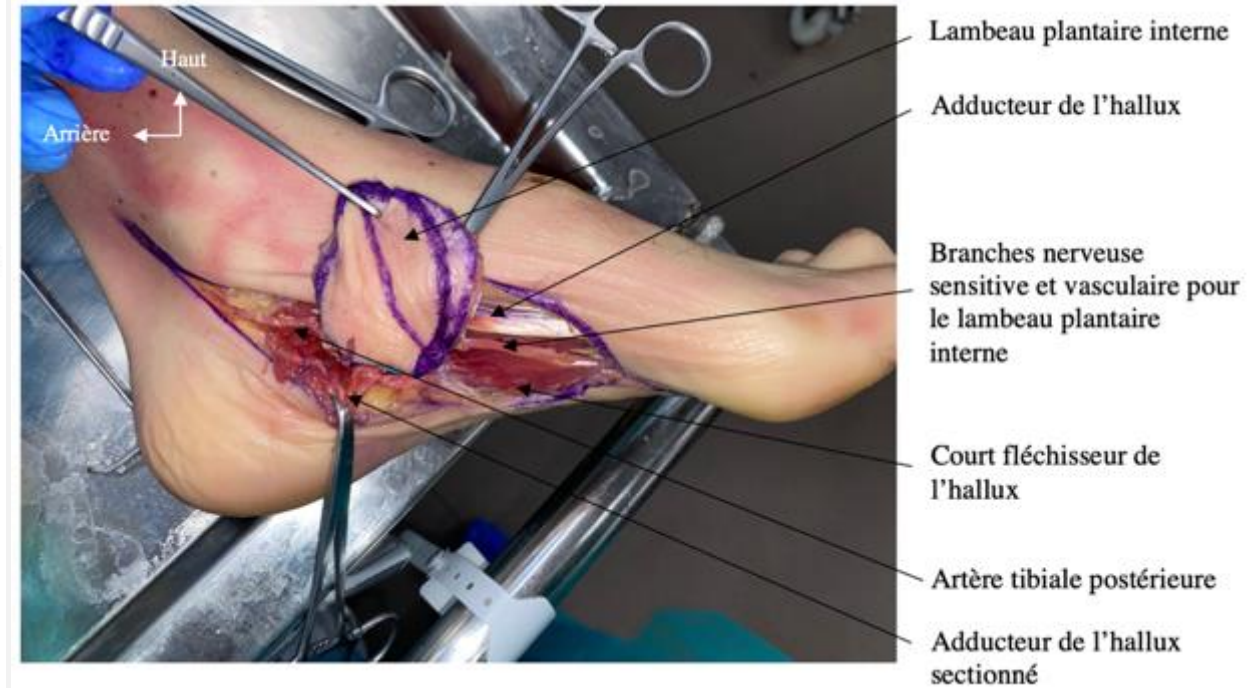 Haut
Arrière
Lambeau plantaire interne
Adducteur de l'hallux
Branches nerveuse
sensitive et vasculaire pour
le lambeau plantaire
interne
Court fléchisseur de
l'hallux
Artère tibiale postérieure
Adducteur de l'hallux
sectionné